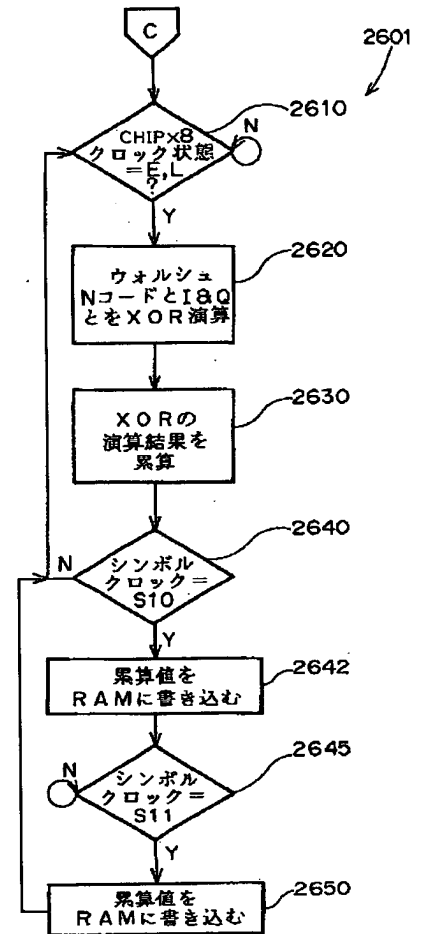 C
2601
2610
CHIP×8
クロック状態
=E,L
?
N
Y
2620
ウォルシュ
NコードとI&Q
とをXOR演算
2630
XORの
演算結果を
累算
2640
シンボル
クロック=
S10
N
Y
2642
累算値を
RAMに書き込む
2645
シンボル
クロック=
S11
N
Y
2650
累算値を
RAMに書き込む